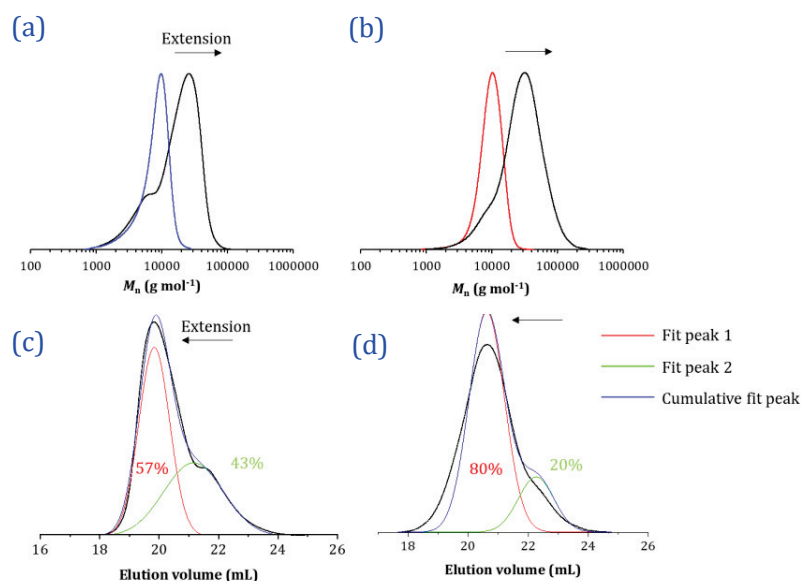 (a)
Extension
(b)
100 1000 10000 100000 1000000
Mn (g mol-1)
100 1000 10000 100000 1000000
Mn (g mol-1)
(c)
Extension
57%
43%
16 18 20 22 24 26
Elution volume (mL)
(d)
80%
20%
18 20 22 24 26
Elution volume (mL)
Fit peak 1
Fit peak 2
Cumulative fit peak